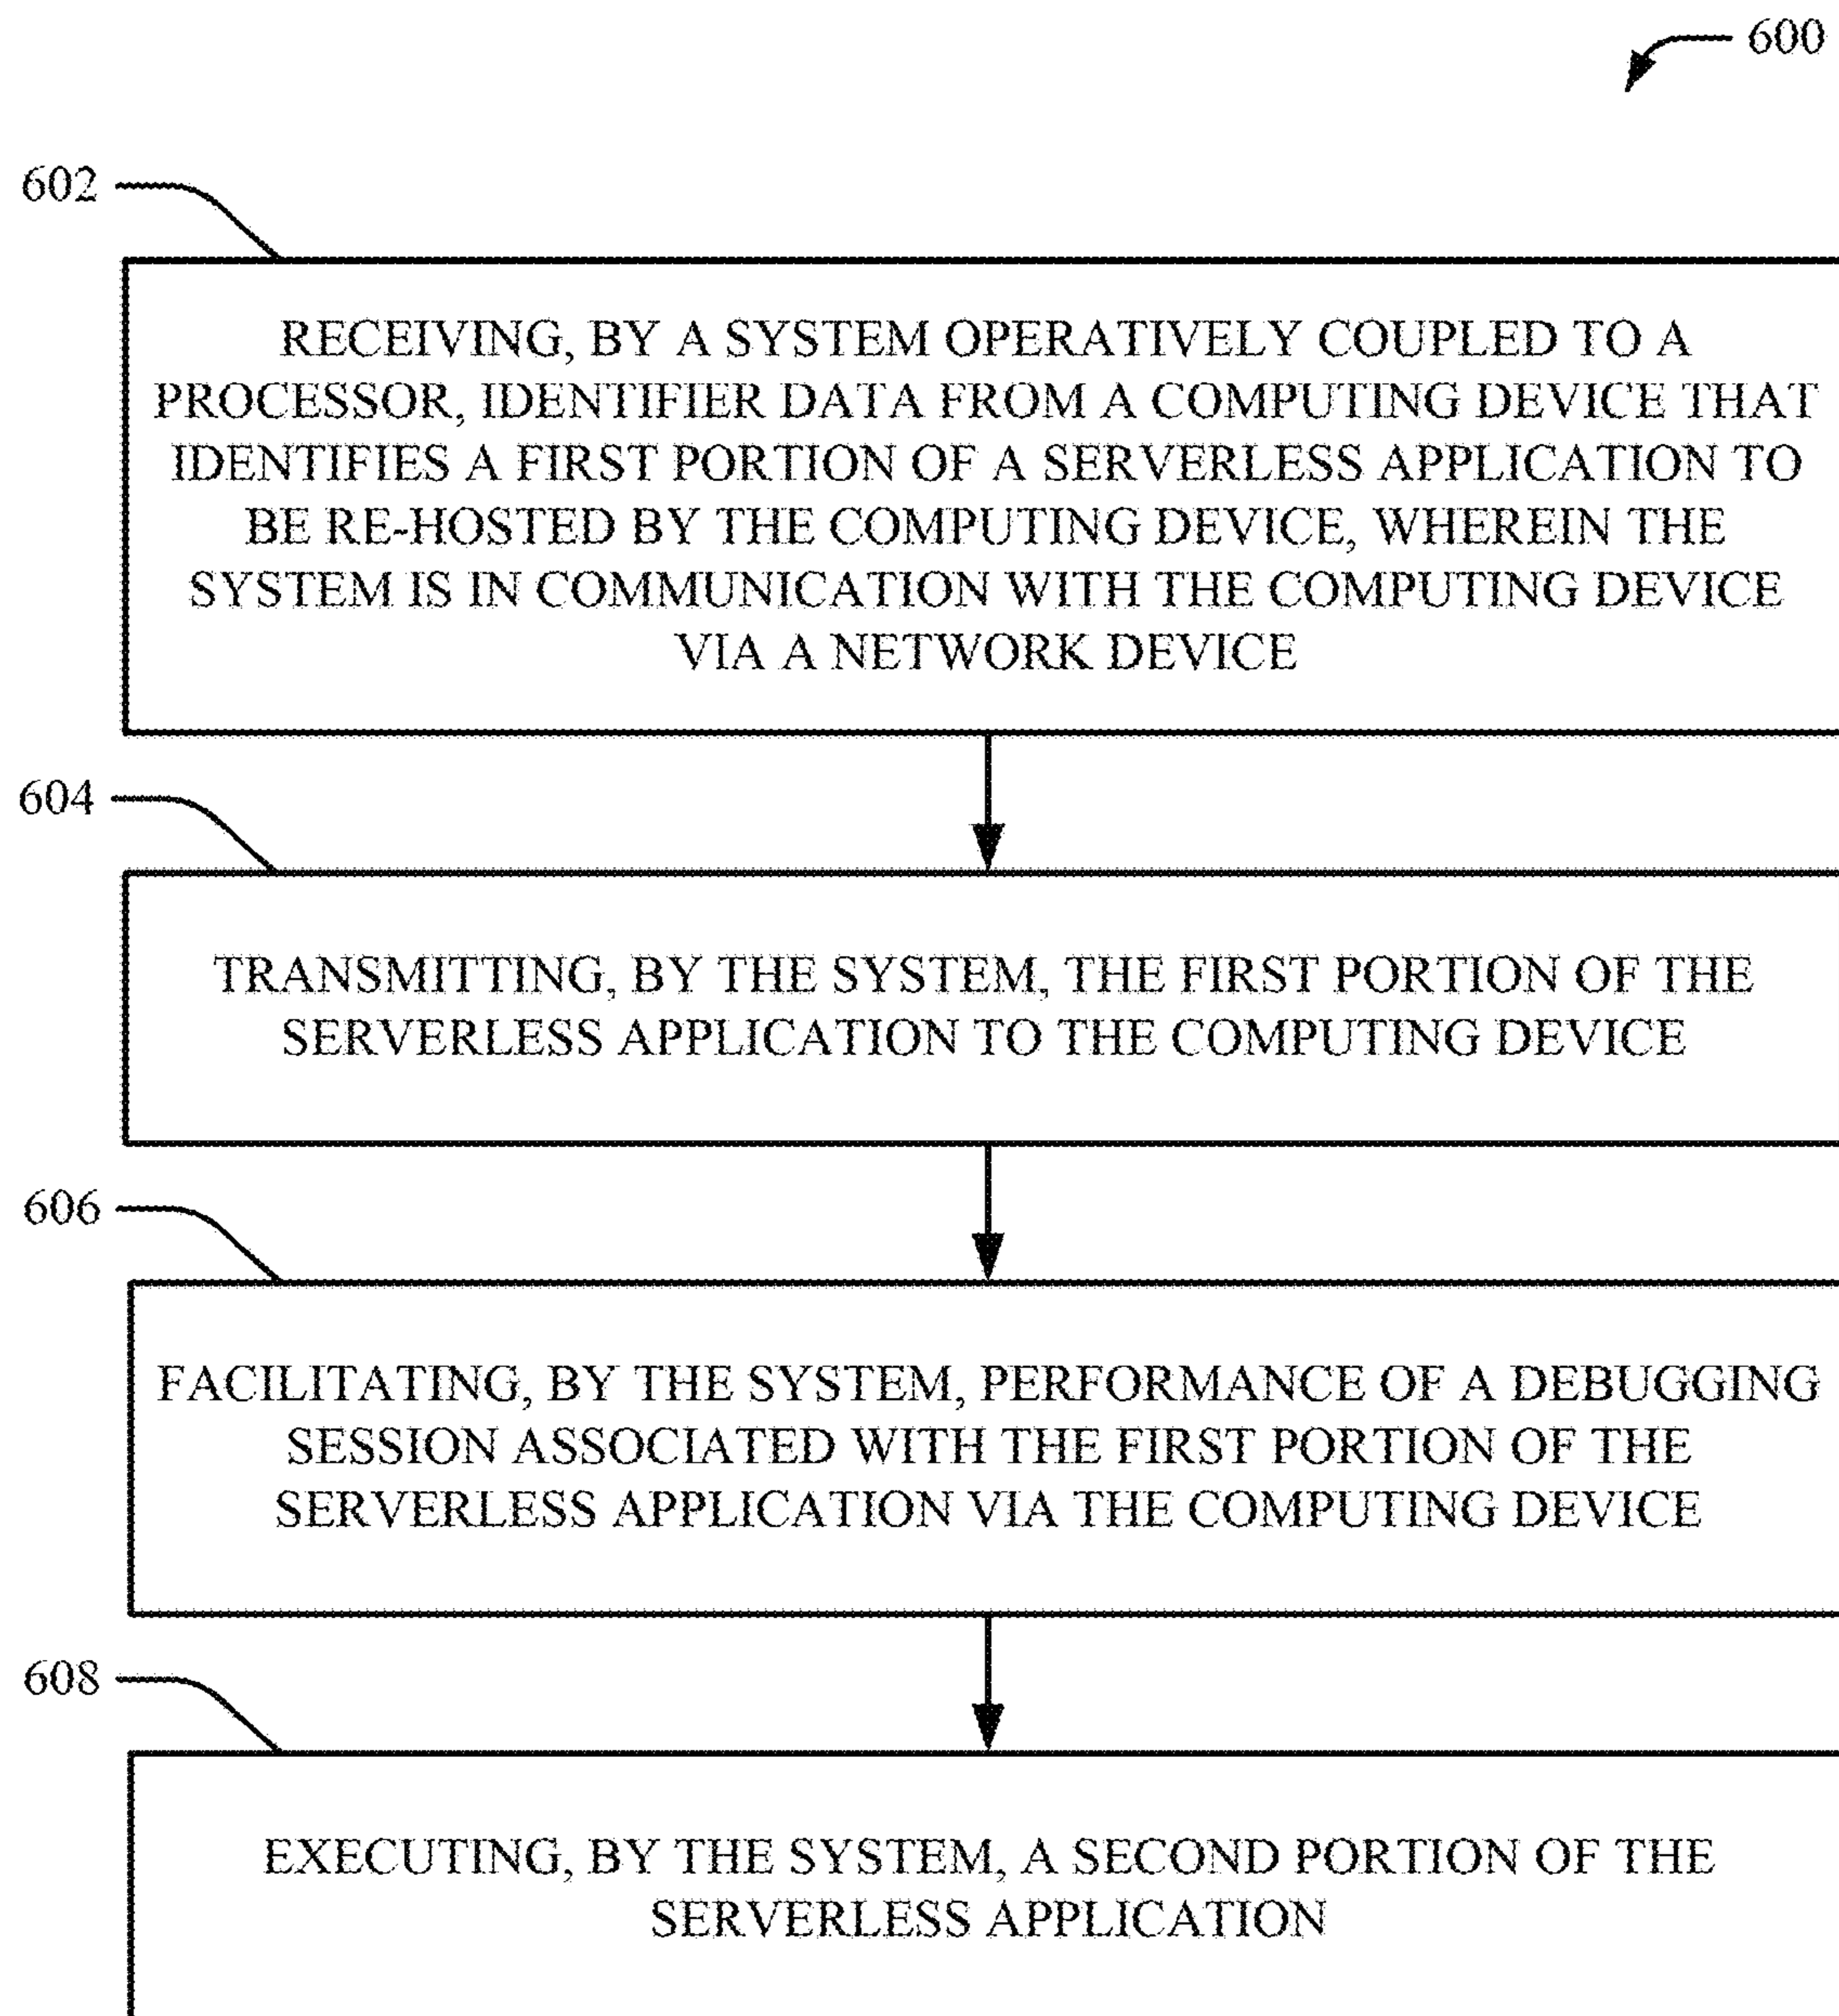 600
602
RECEIVING, BY A SYSTEM OPERATIVELY COUPLED TO A
PROCESSOR, IDENTIFIER DATA FROM A COMPUTING DEVICE THAT
IDENTIFIES A FIRST PORTION OF A SERVERLESS APPLICATION TO
BE RE-HOSTED BY THE COMPUTING DEVICE, WHEREIN THE
SYSTEM IS IN COMMUNICATION WITH THE COMPUTING DEVICE
VIA A NETWORK DEVICE
604
TRANSMITTING, BY THE SYSTEM, THE FIRST PORTION OF THE
SERVERLESS APPLICATION TO THE COMPUTING DEVICE
606
FACILITATING, BY THE SYSTEM, PERFORMANCE OF A DEBUGGING
SESSION ASSOCIATED WITH THE FIRST PORTION OF THE
SERVERLESS APPLICATION VIA THE COMPUTING DEVICE
608
EXECUTING, BY THE SYSTEM, A SECOND PORTION OF THE
SERVERLESS APPLICATION